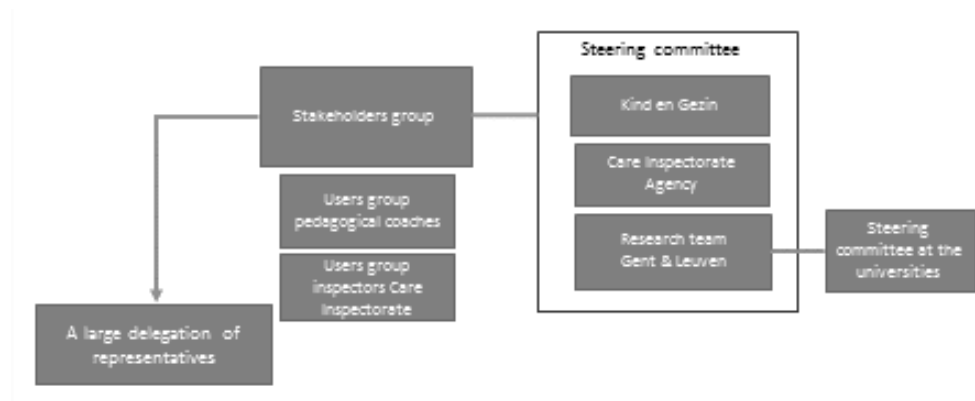 Steering committee
Stakeholders group
Kind en Gezin
Care Inspectorate
Agency
Users group
pedagogical coaches
Research team
Gent & Leuven
Steering
committee at the
universities
Users group
inspectors Care
Inspectorate
A large delegation of
representatives